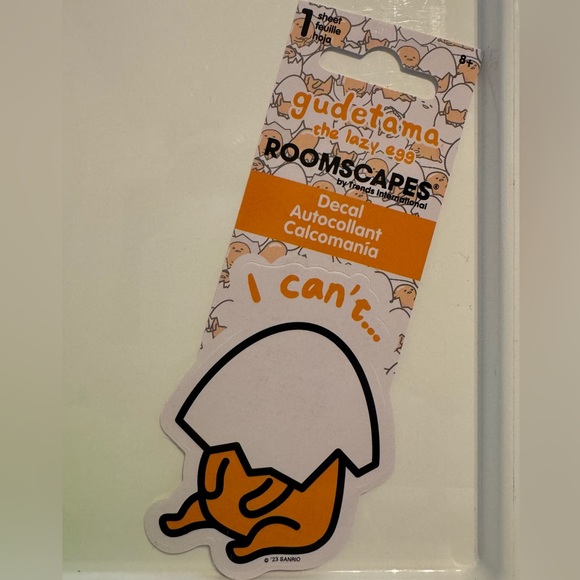 1
sheet
feuille
hoja
8+
gudetama
the lazy egg
ROOMSCAPES®
by Trends International
Decal
Autocollant
Calcomanía
I can't...
© '23 SANRIO